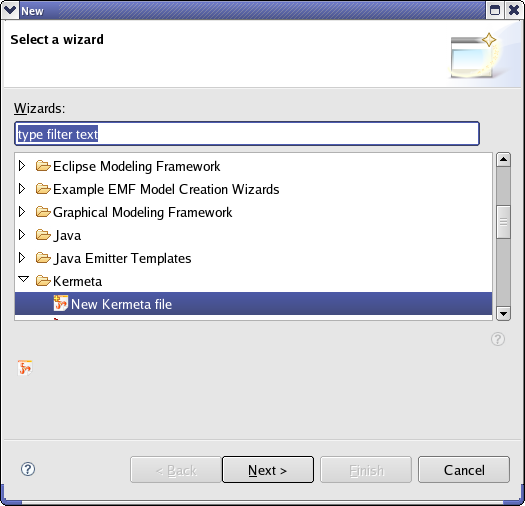 New
Select a wizard
Wizards:
type filter text
Eclipse Modeling Framework
Example EMF Model Creation Wizards
Graphical Modeling Framework
Java
Java Emitter Templates
Kermeta
New Kermeta file
?
?
< Back
Next >
Finish
Cancel